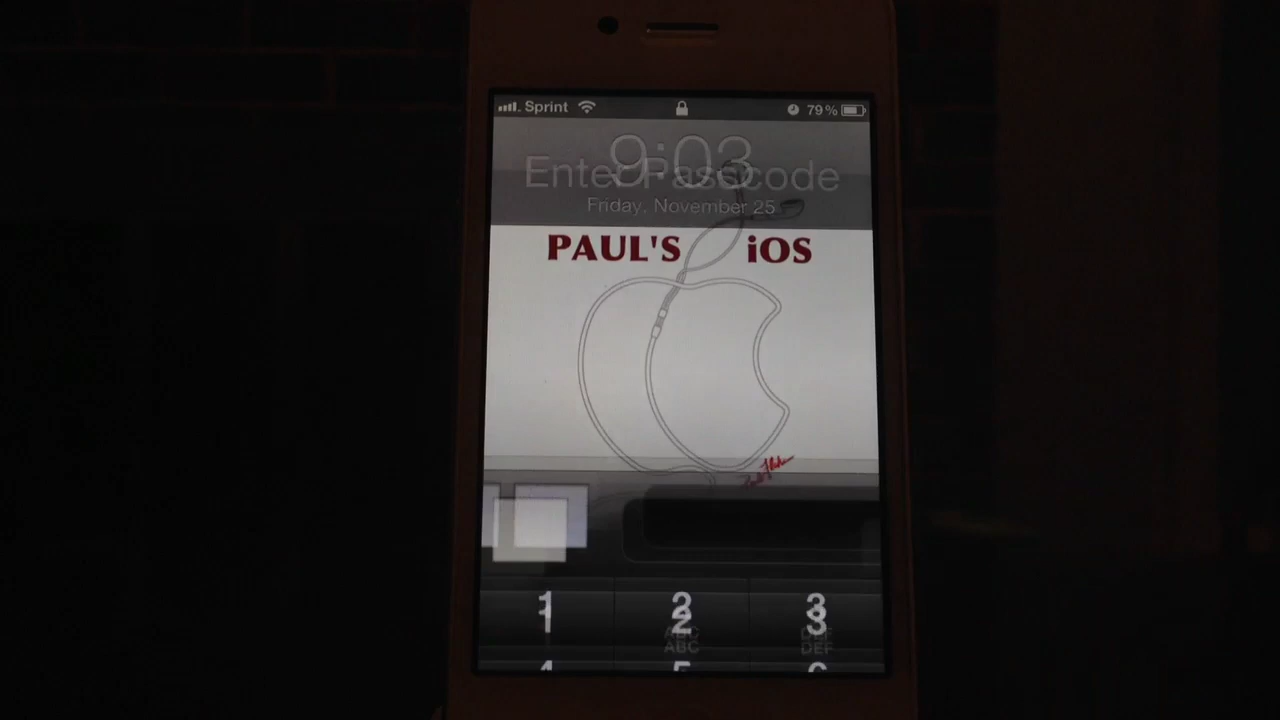 Sprint 79%
9:03
Enter Passcode
Friday, November 25
PAUL'S iOS
1 2 3
ABC DEF